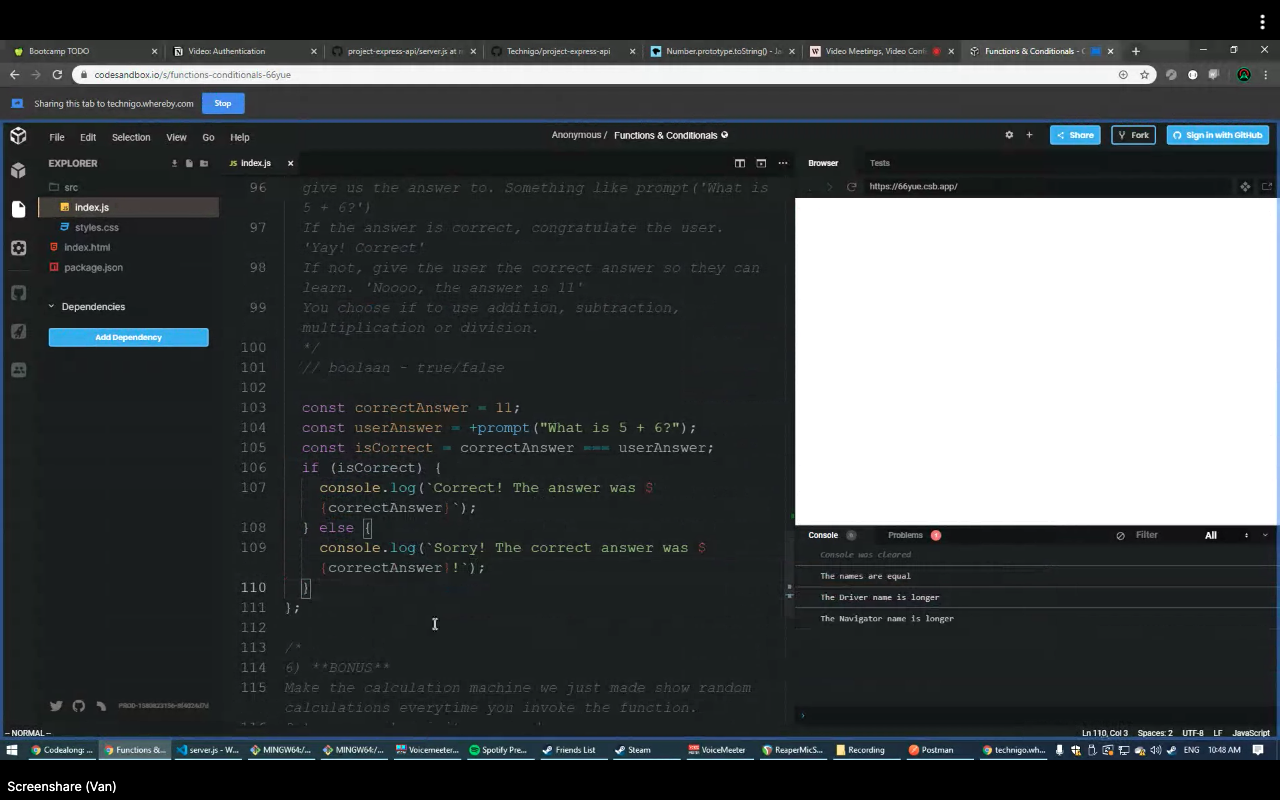 Bootcamp TODO
Video: Authentication
project-express-api/server.js at m
Technigo/project-express-api
Number.prototype.toString() - Ja
Video Meetings, Video Conf
Functions & Conditionals - C
codesandbox.io/s/functions-conditionals-66yue
Sharing this tab to technigo.whereby.com
Stop
File Edit Selection View Go Help
Anonymous / Functions & Conditionals
Share
Fork
Sign in with GitHub
EXPLORER
src
index.js
styles.css
index.html
package.json
Dependencies
Add Dependency
PROD-1580823156-
JS index.js
96 give us the answer to. Something like prompt('What is
5 + 6?')
97 If the answer is correct, congratulate the user.
'Yay! Correct'
98 If not, give the user the correct answer so they can
learn. 'Noooo, the answer is 11'
99 You choose if to use addition, subtraction,
multiplication or division.
100 */
101 // boolaan - true/false
102
103 const correctAnswer = 11;
104 const userAnswer = +prompt("What is 5 + 6?");
105 const isCorrect = correctAnswer === userAnswer;
106 if (isCorrect) {
107 console.log(`Correct! The answer was $
{correctAnswer}`);
108 } else {
109 console.log(`Sorry! The correct answer was $
{correctAnswer}!`);
110 }
111 };
112
113 /*
114 6) **BONUS**
115 Make the calculation machine we just made show random
calculations everytime you invoke the function.
Browser Tests
https://66yue.csb.app/
Console 0 Problems 1 Filter All
Console was cleared
The names are equal
The Driver name is longer
The Navigator name is longer
-- NORMAL --
Ln 110, Col 3 Spaces: 2 UTF-8 LF JavaScript
Codealong: ...
Functions &...
server.js - W...
MINGW64:/...
MINGW64:/...
Voicemeeter...
Spotify Pre...
Friends List
Steam
VoiceMeeter
ReaperMicS...
Recording
Postman
technigo.wh...
ENG 10:48 AM
Screenshare (Van)